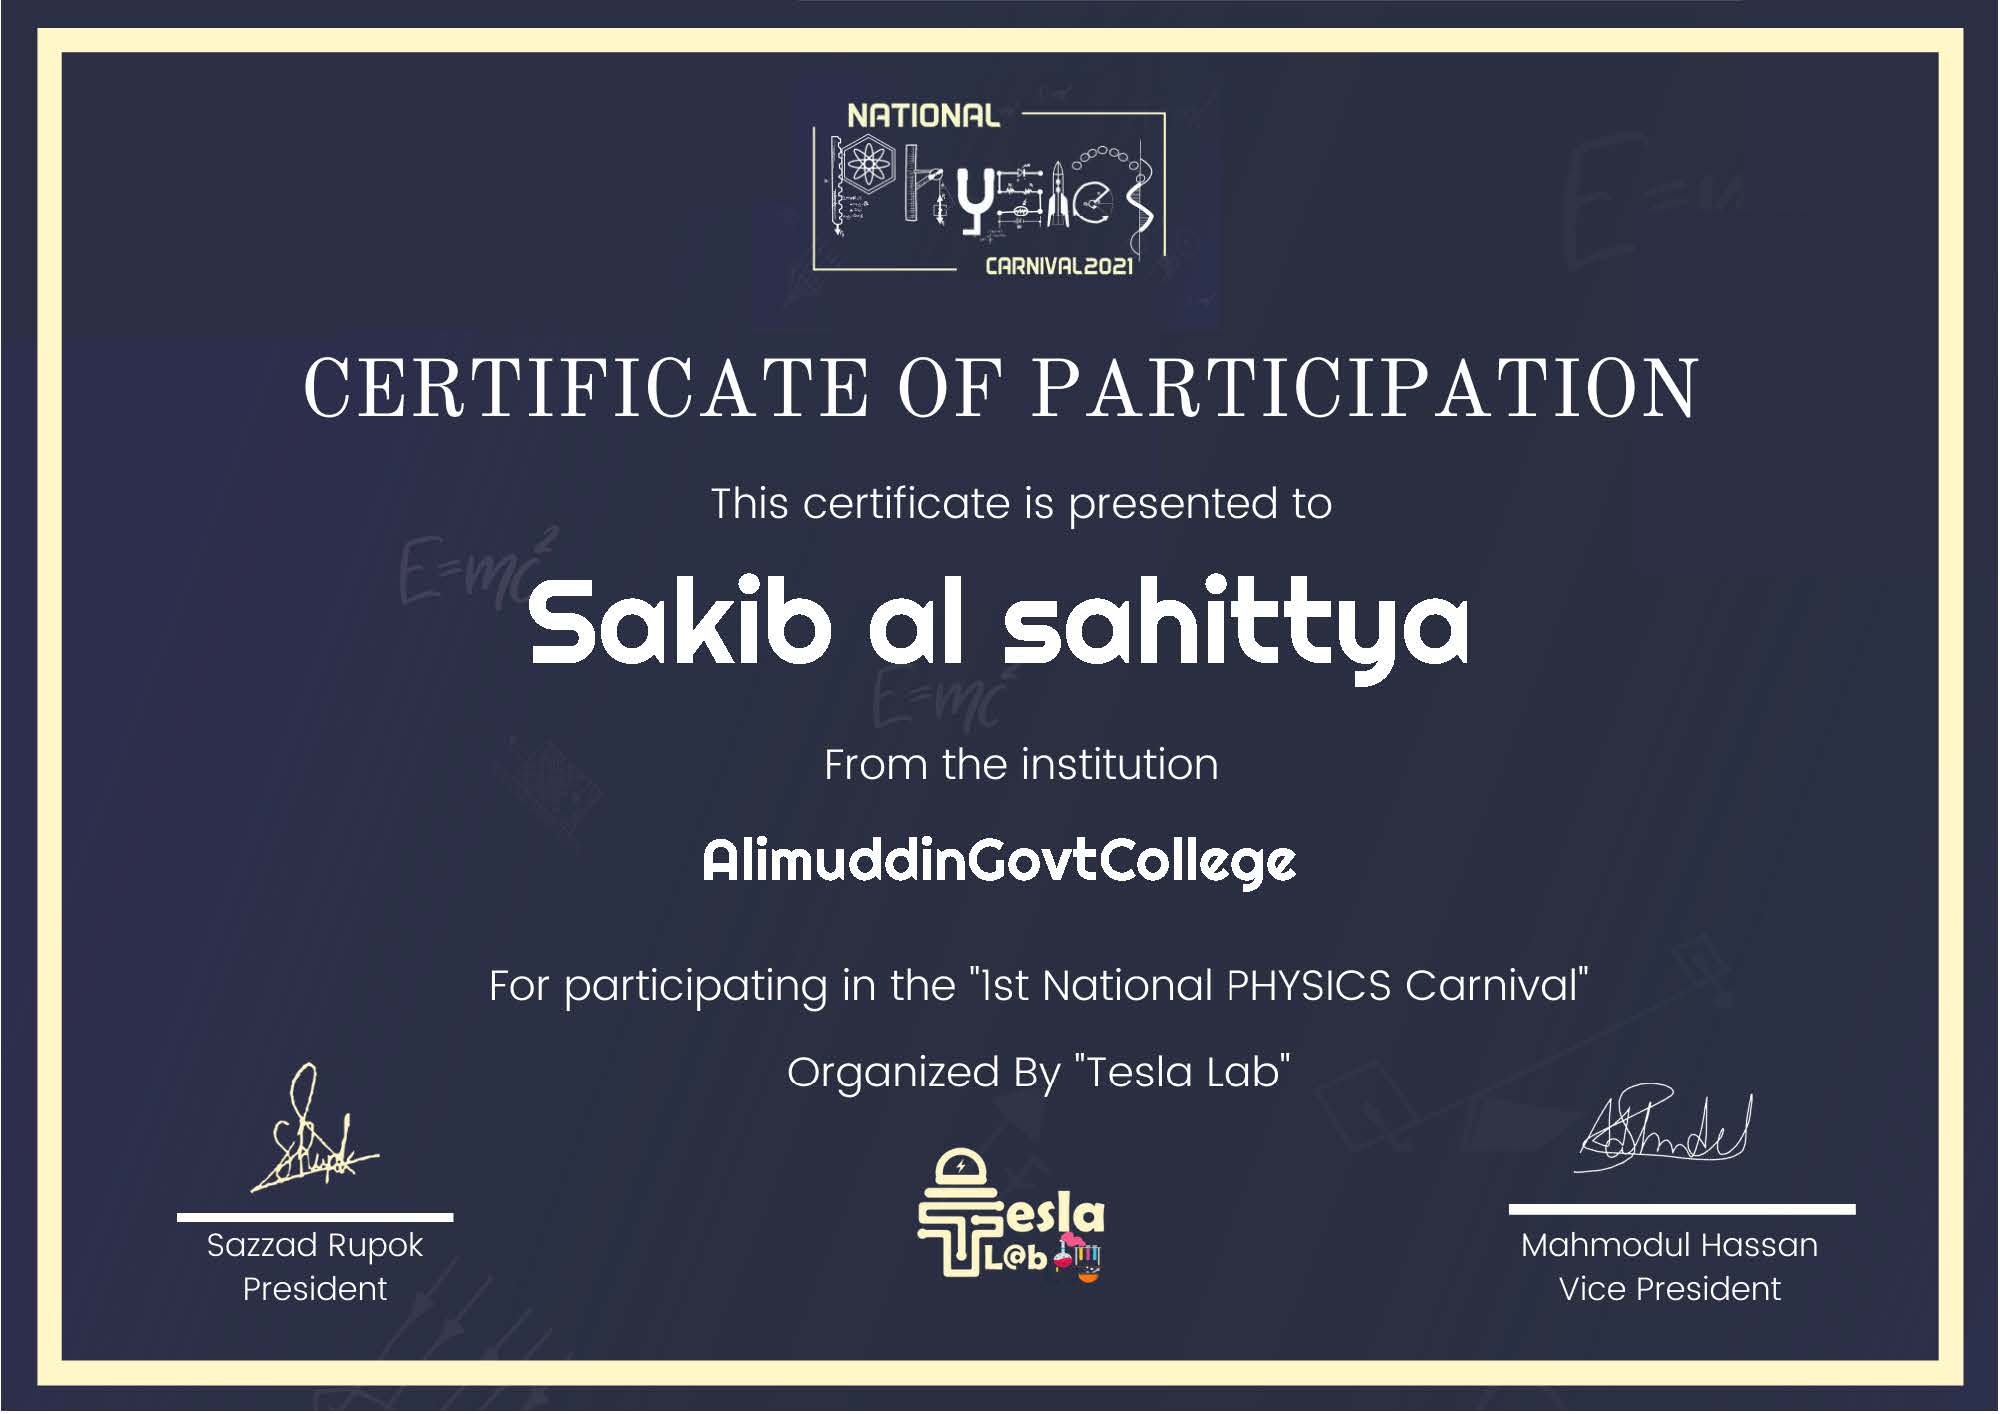 NATIONAL
Physics
CARNIVAL2021
CERTIFICATE OF PARTICIPATION
This certificate is presented to
E=mc²
Sakib al sahittya
E=mc²
From the institution
AlimuddinGovtCollege
For participating in the "1st National PHYSICS Carnival"
Organized By "Tesla Lab"
Tesla
L@b
Sazzad Rupok
President
Mahmodul Hassan
Vice President